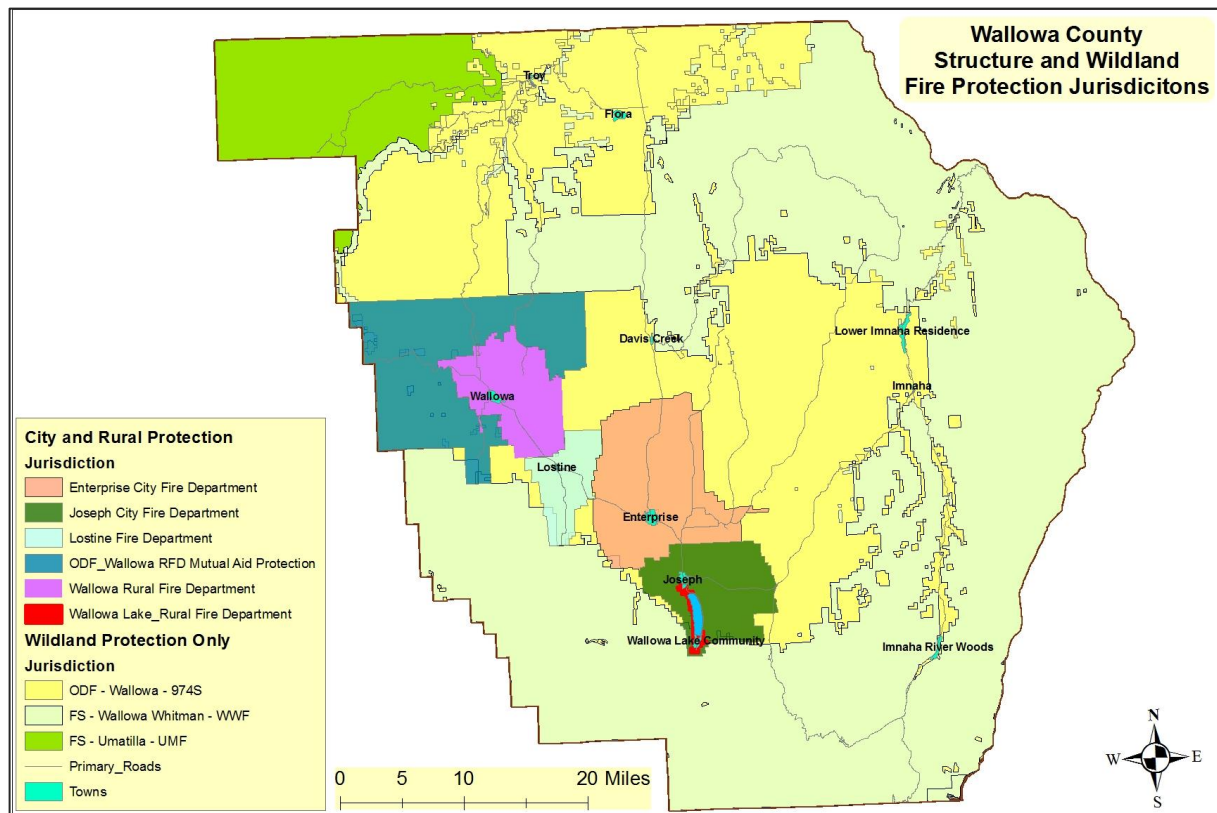 Wallowa County
Structure and Wildland
Fire Protection Jurisdicitons
Troy
Flora
Davis Creek
Lower Imnaha Residence
Imnaha
Wallowa
Lostine
Enterprise
Joseph
Wallowa Lake Community
Imnaha River Woods
City and Rural Protection
Jurisdiction
Enterprise City Fire Department
Joseph City Fire Department
Lostine Fire Department
ODF_Wallowa RFD Mutual Aid Protection
Wallowa Rural Fire Department
Wallowa Lake_Rural Fire Department
Wildland Protection Only
Jurisdiction
ODF - Wallowa - 974S
FS - Wallowa Whitman - WWF
FS - Umatilla - UMF
Primary_Roads
Towns
0 5 10 20 Miles
N
W E
S